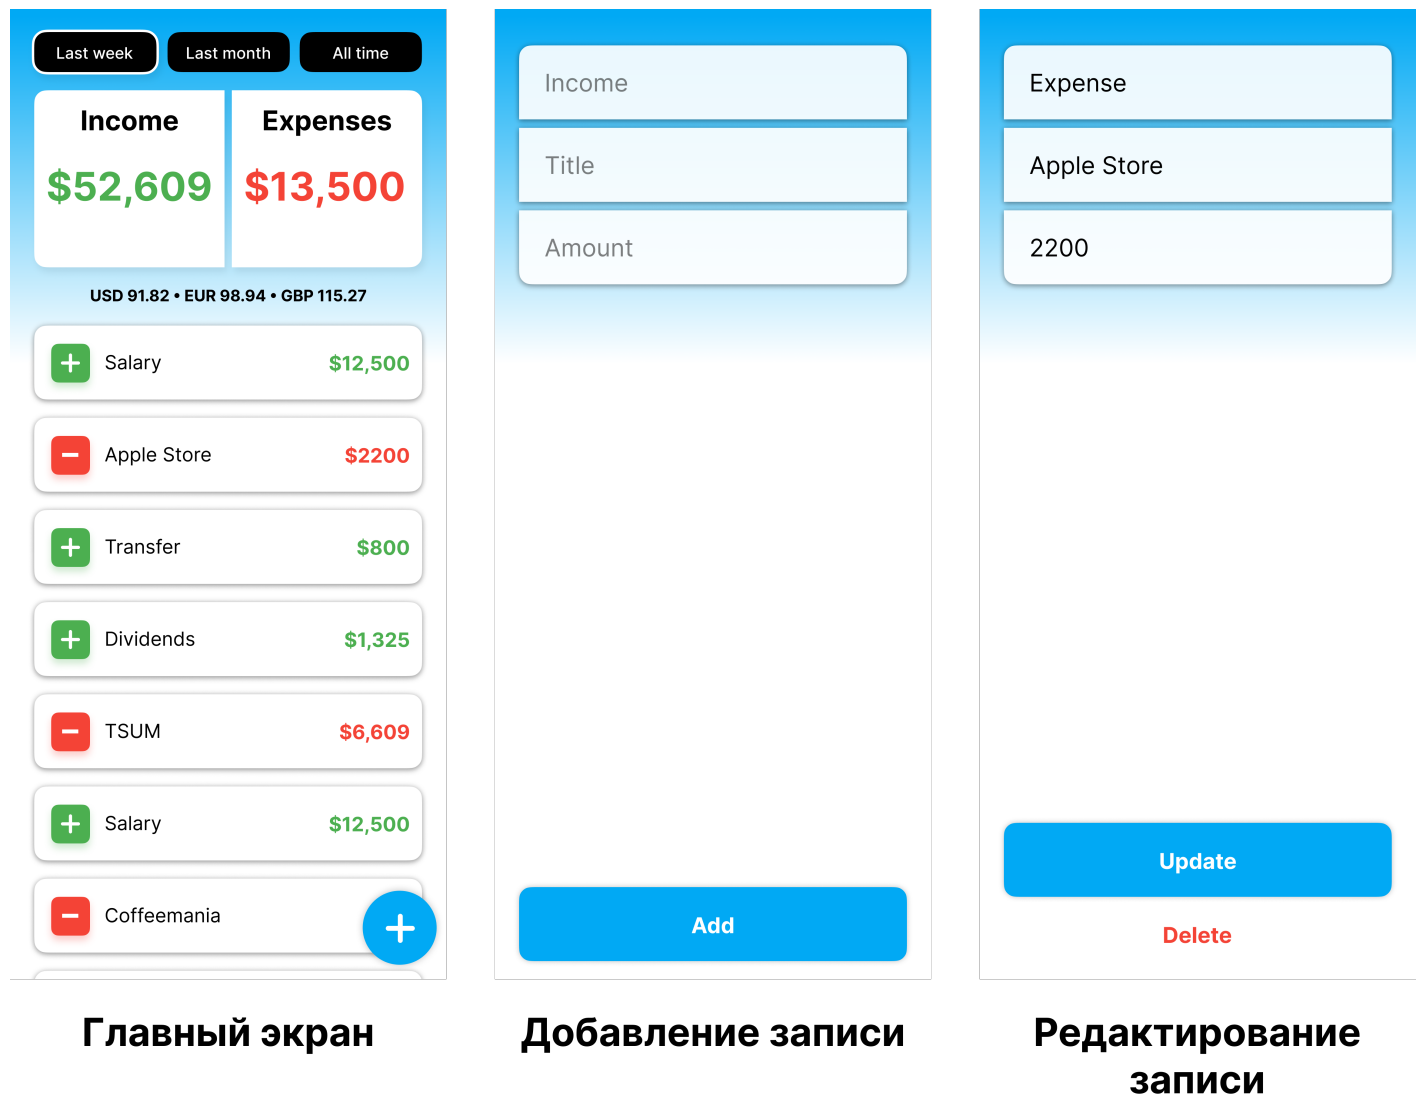 Last week
Last month
All time
Income
Expenses
$52,609
$13,500
USD 91.82 • EUR 98.94 • GBP 115.27
Salary
$12,500
Apple Store
$2200
Transfer
$800
Dividends
$1,325
TSUM
$6,609
Salary
$12,500
Coffeemania
Главный экран
Income
Title
Amount
Add
Добавление записи
Expense
Apple Store
2200
Update
Delete
Редактирование
записи